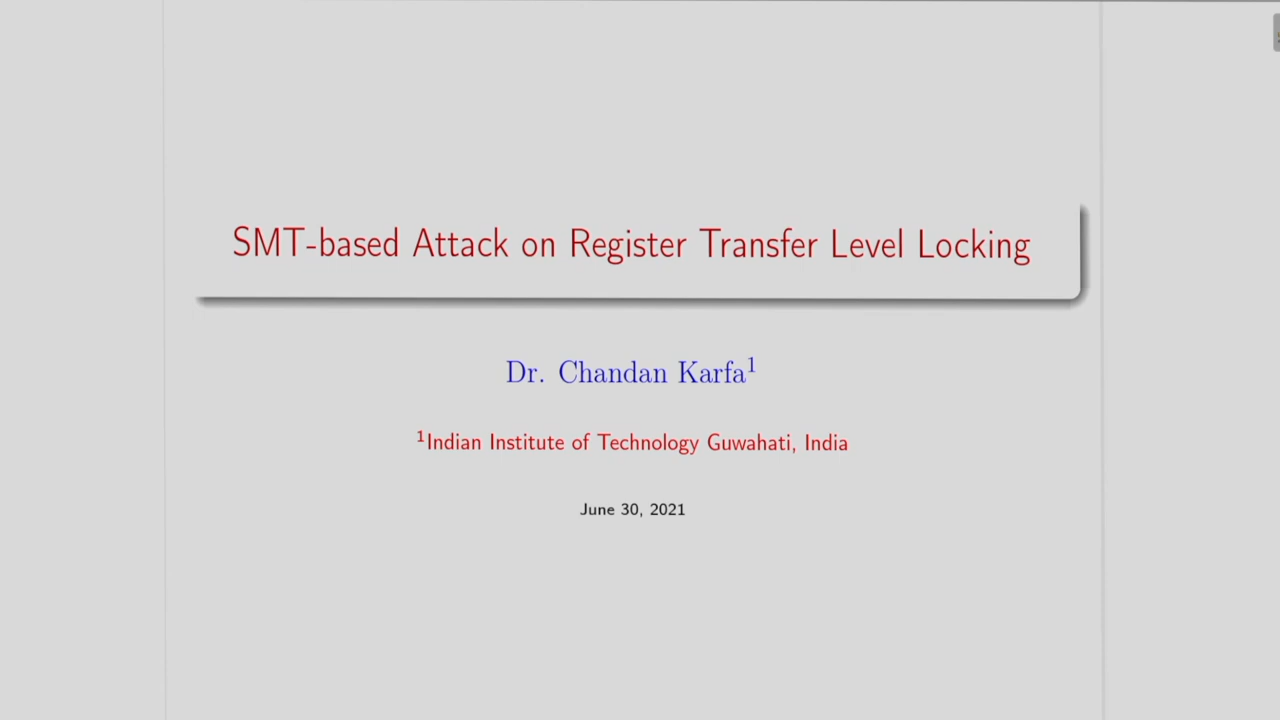 SMT-based Attack on Register Transfer Level Locking
Dr. Chandan Karfa¹
¹Indian Institute of Technology Guwahati, India
June 30, 2021